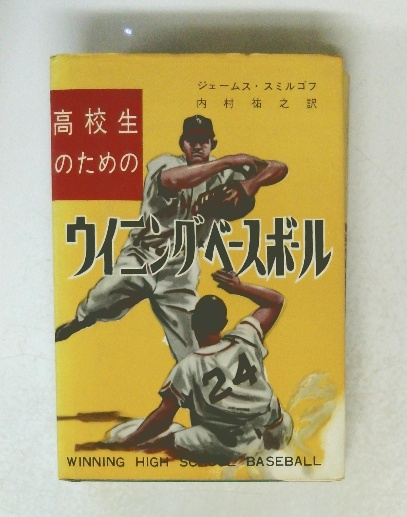 ジェームス・スミルゴフ
内村祐之訳
高校生
のための
ウイニング・ベースボール
24
WINNING HIGH SCHOOL BASEBALL